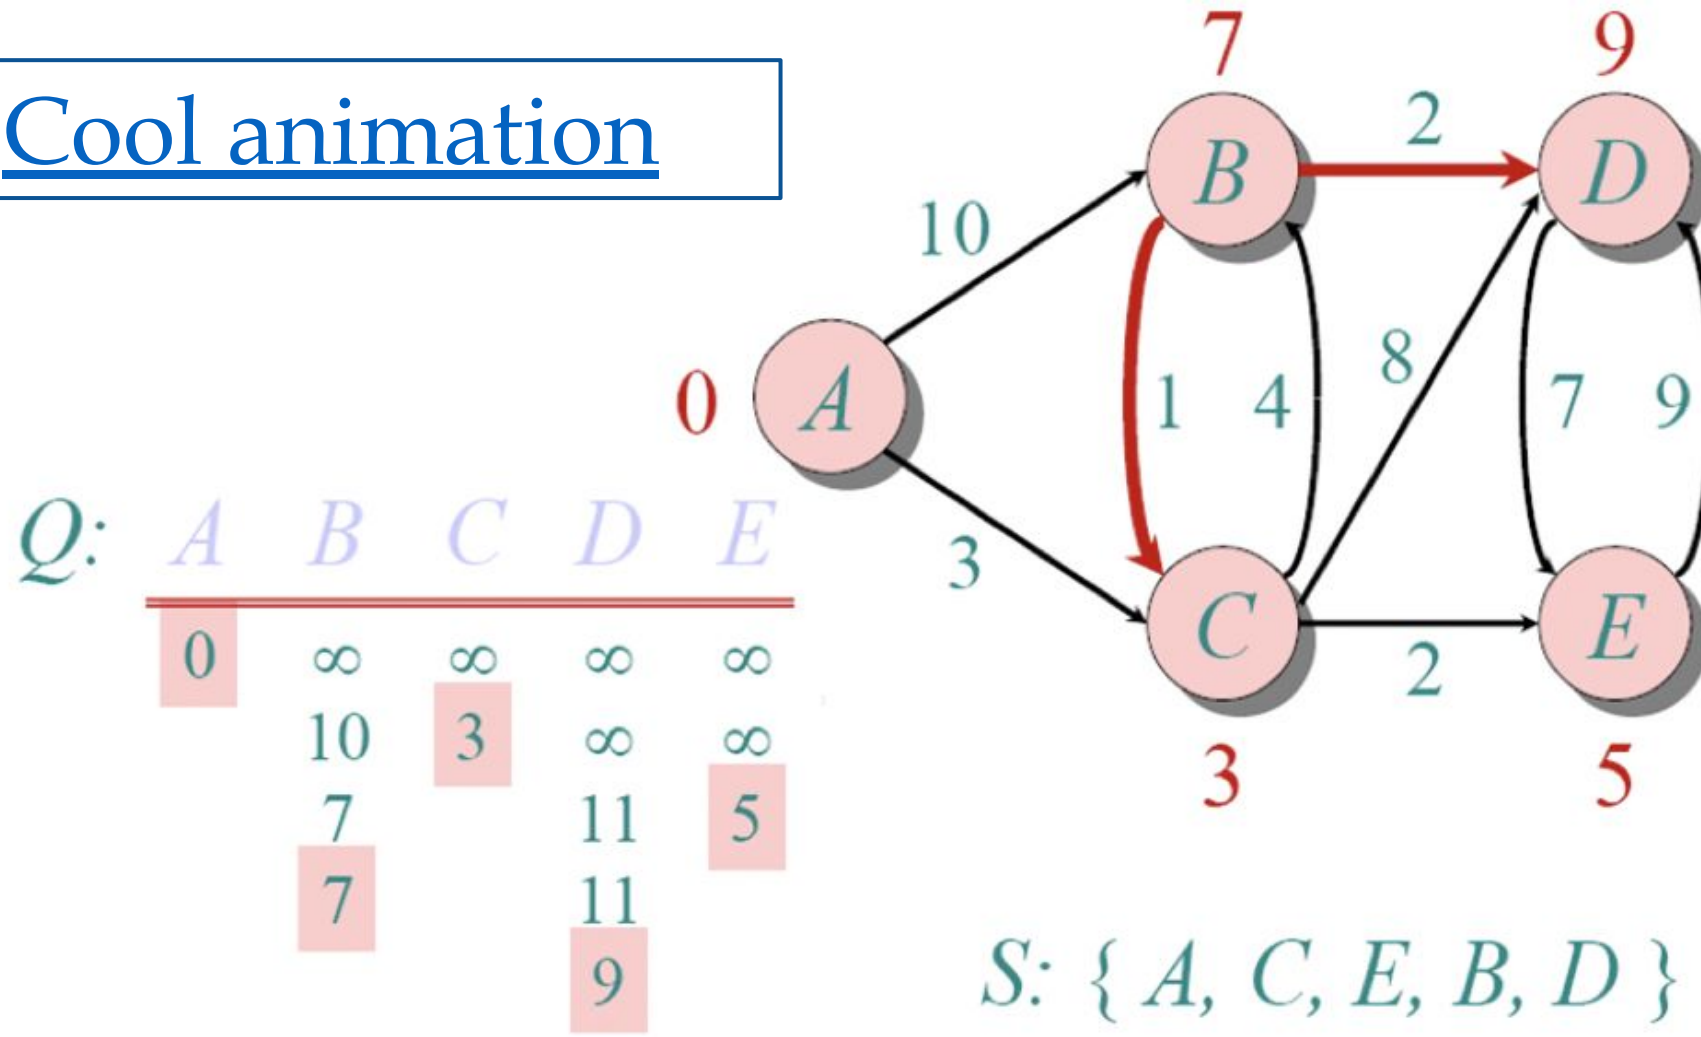 Cool animation
7 9
B 2 D
10
0 A 1 4 8 7 9
3
C 2 E
3 5
Q: A B C D E
0 ∞ ∞ ∞ ∞
10 3 ∞ ∞
7 11 5
7 11
9
S: { A, C, E, B, D }